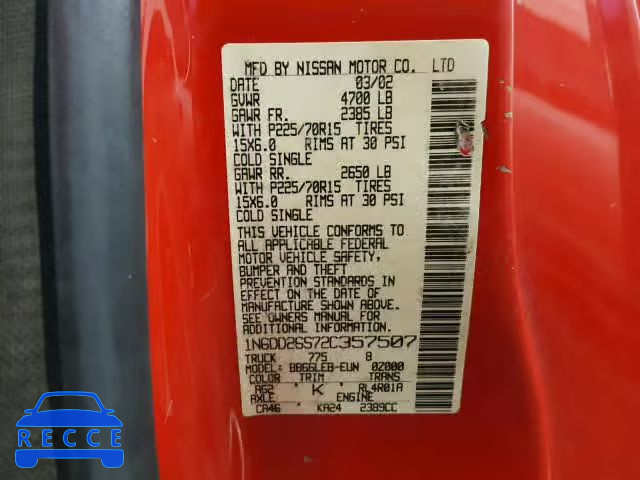 MFD BY NISSAN MOTOR CO. LTD
DATE 03/02
GVWR 4700 LB
GAWR FR. 2385 LB
WITH P225/70R15 TIRES
15X6.0 RIMS AT 30 PSI
COLD SINGLE
GAWR RR. 2650 LB
WITH P225/70R15 TIRES
15X6.0 RIMS AT 30 PSI
COLD SINGLE
THIS VEHICLE CONFORMS TO
ALL APPLICABLE FEDERAL
MOTOR VEHICLE SAFETY,
BUMPER AND THEFT
PREVENTION STANDARDS IN
EFFECT ON THE DATE OF
MANUFACTURE SHOWN ABOVE.
SEE OWNERS MANUAL FOR
ADDITIONAL INFORMATION
1N6DD26S72C357507
TRUCK 775 8
MODEL: BBG6LEB-EUN 0Z000
COLOR TRIM TRANS
AG2 K RL4R01A
AXLE ENGINE
CA46 KA24 2389CC
RECCE